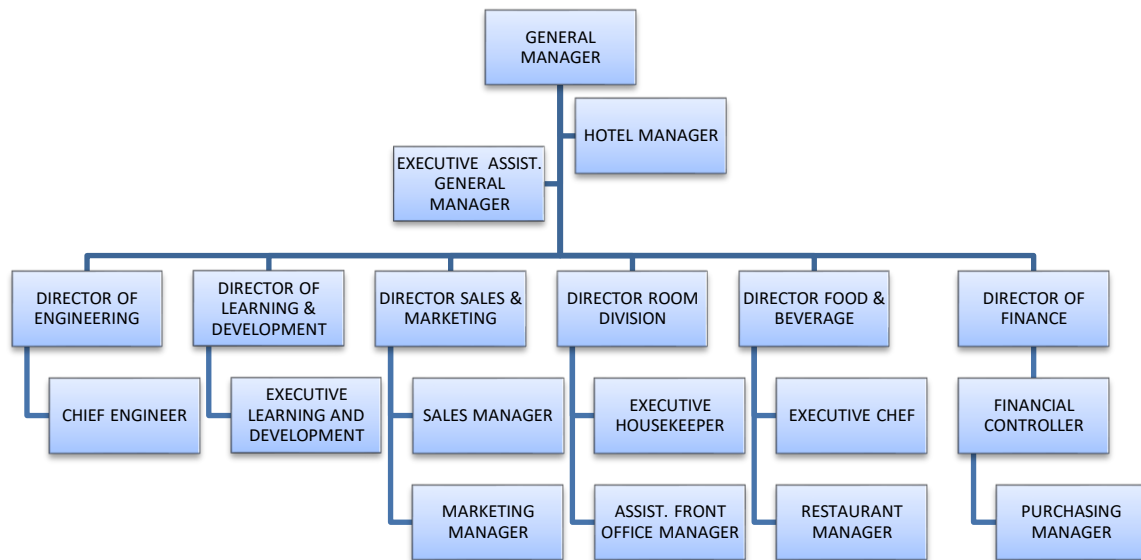 GENERAL
MANAGER
HOTEL MANAGER
EXECUTIVE ASSIST.
GENERAL
MANAGER
DIRECTOR OF
ENGINEERING
DIRECTOR OF
LEARNING &
DEVELOPMENT
DIRECTOR SALES &
MARKETING
DIRECTOR ROOM
DIVISION
DIRECTOR FOOD &
BEVERAGE
DIRECTOR OF
FINANCE
CHIEF ENGINEER
EXECUTIVE
LEARNING AND
DEVELOPMENT
SALES MANAGER
EXECUTIVE
HOUSEKEEPER
EXECUTIVE CHEF
FINANCIAL
CONTROLLER
MARKETING
MANAGER
ASSIST. FRONT
OFFICE MANAGER
RESTAURANT
MANAGER
PURCHASING
MANAGER